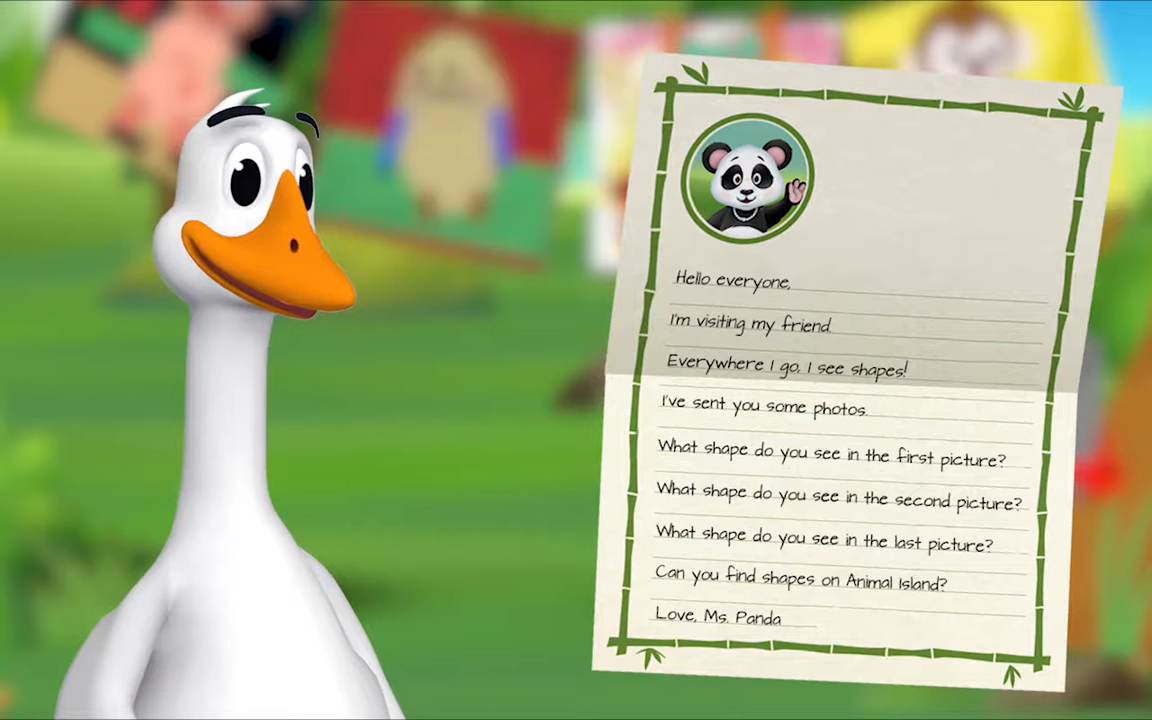 Hello everyone,
I'm visiting my friend.
Everywhere I go, I see shapes!
I've sent you some photos.
What shape do you see in the first picture?
What shape do you see in the second picture?
What shape do you see in the last picture?
Can you find shapes on Animal Island?
Love, Ms. Panda